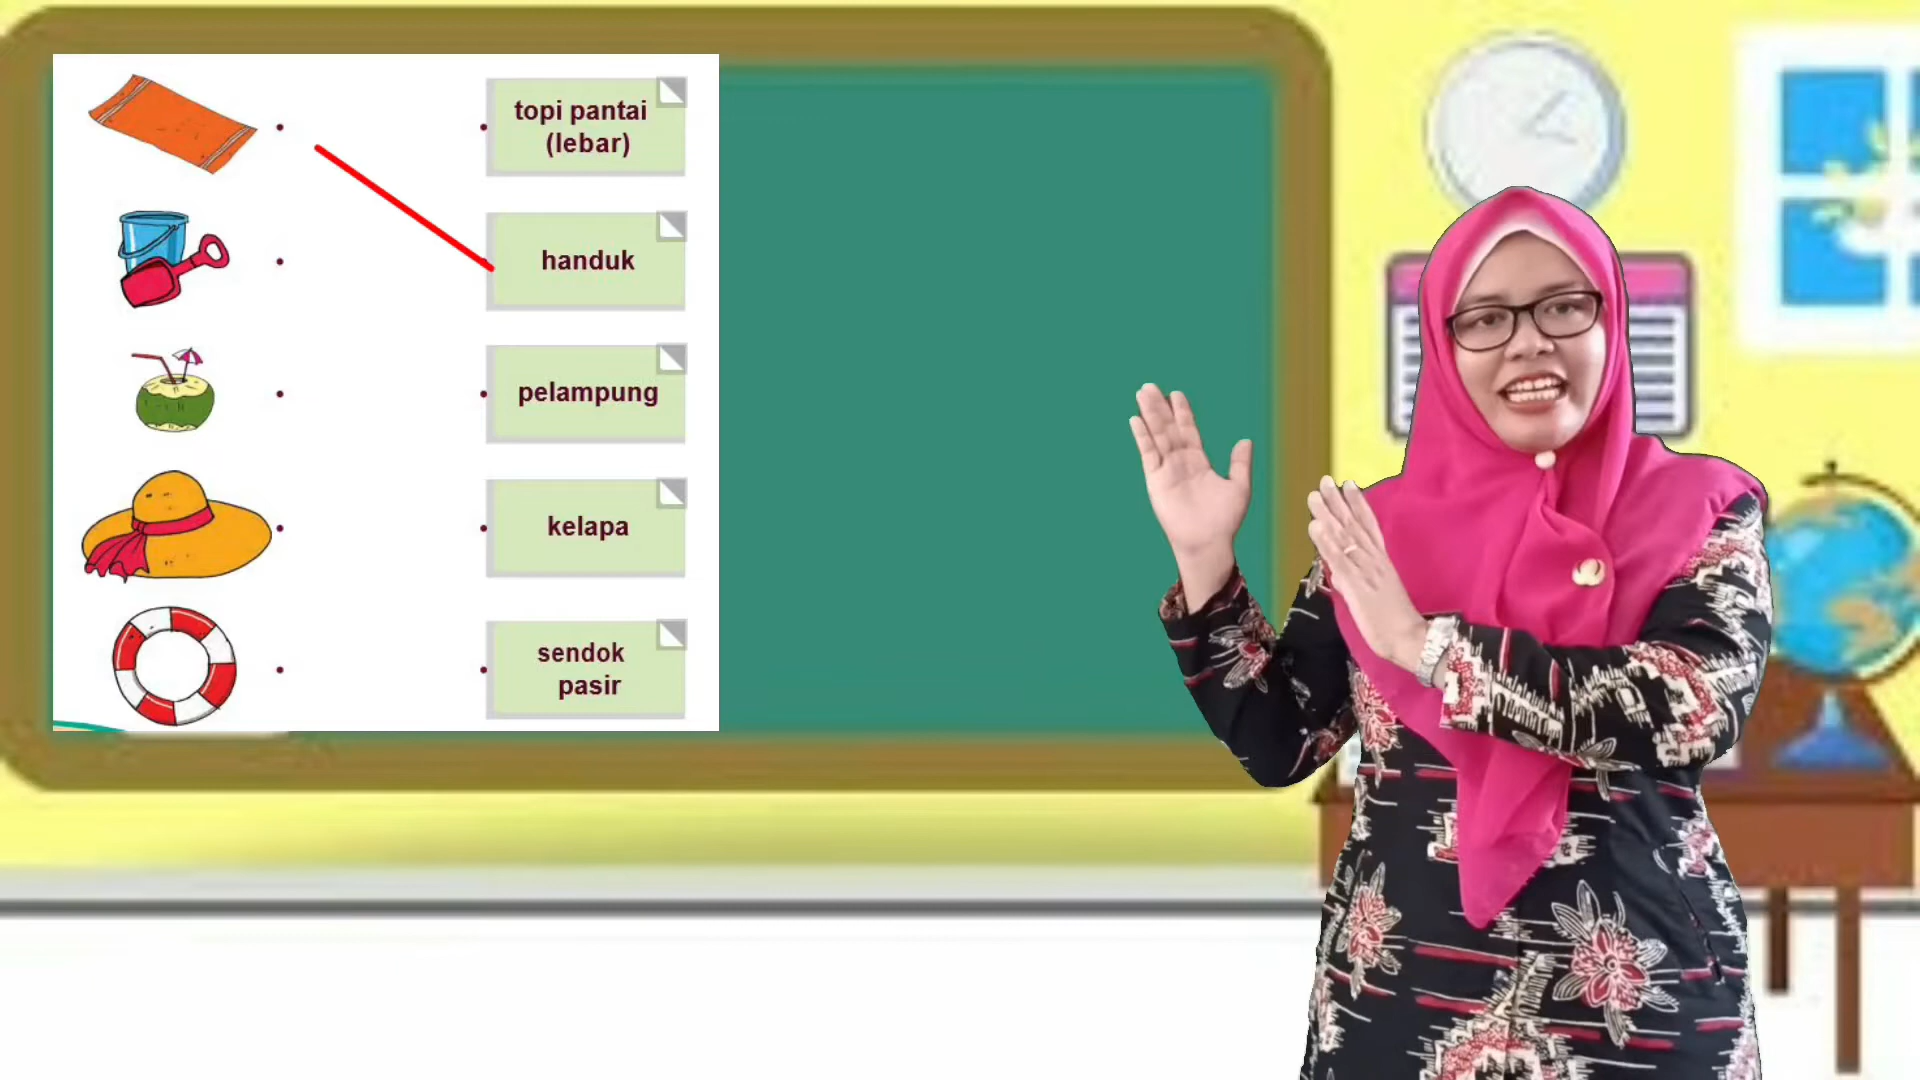 topi pantai
(lebar)
handuk
pelampung
kelapa
sendok
pasir